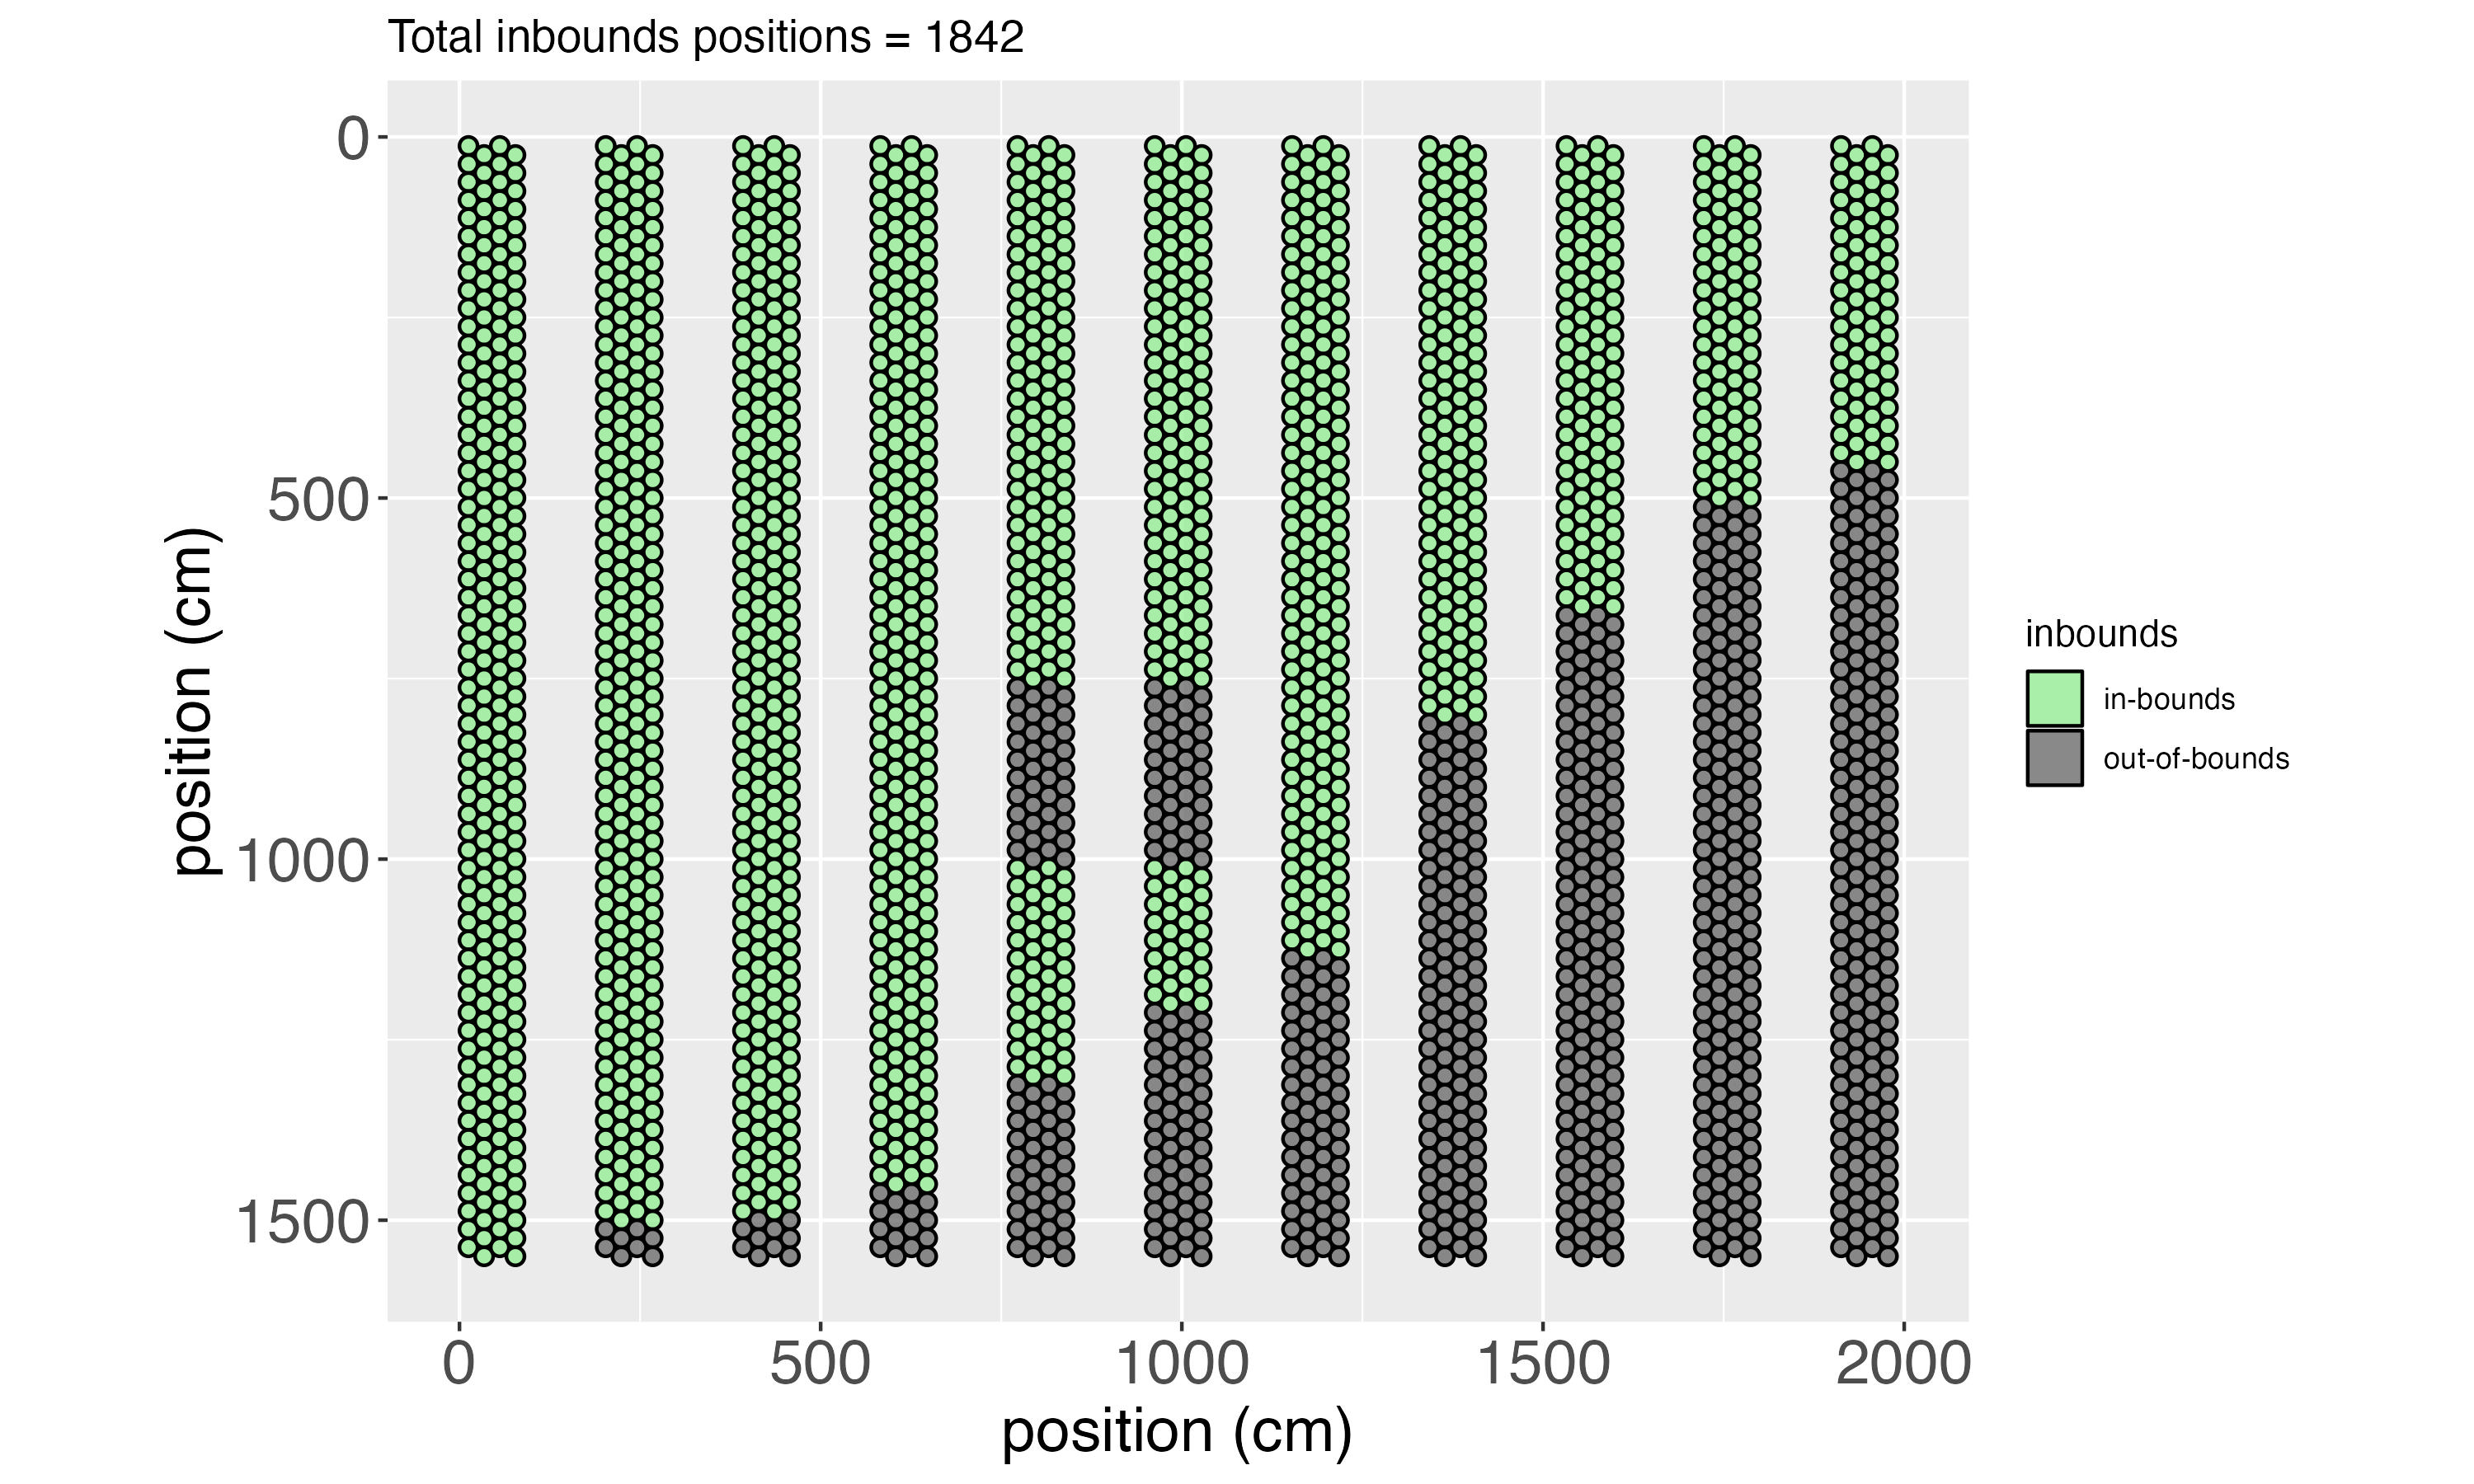 Total inbounds positions = 1842
0
500
1000
1500
position (cm)
0
500
1000
1500
2000
position (cm)
inbounds
in-bounds
out-of-bounds